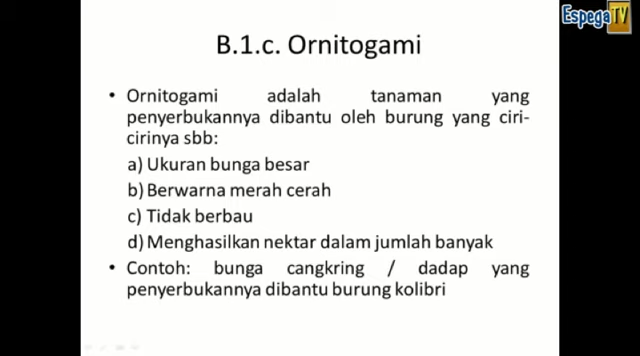 EspegaTV
B.1.c. Ornitogami
• Ornitogami adalah tanaman yang
penyerbukannya dibantu oleh burung yang ciri-
cirinya sbb:
a) Ukuran bunga besar
b) Berwarna merah cerah
c) Tidak berbau
d) Menghasilkan nektar dalam jumlah banyak
• Contoh: bunga cangkring / dadap yang
penyerbukannya dibantu burung kolibri